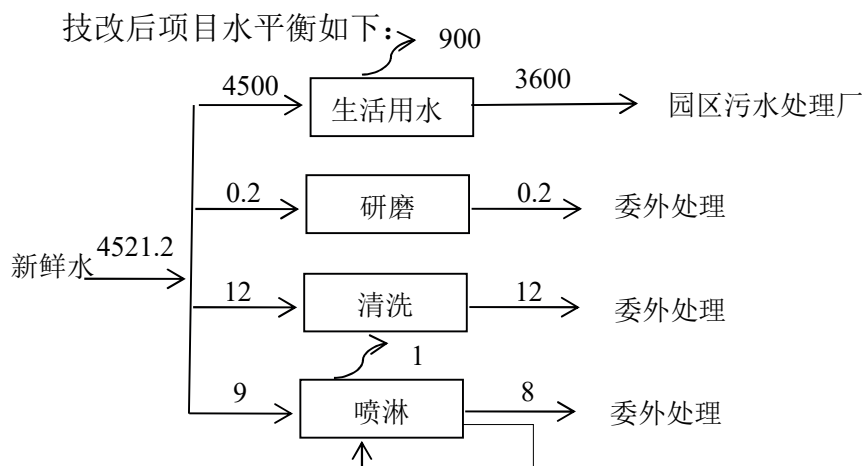 技改后项目水平衡如下：
900
4500 生活用水 3600 园区污水处理厂
0.2 研磨 0.2 委外处理
新鲜水 4521.2
12 清洗 12 委外处理
1
9 喷淋 8 委外处理